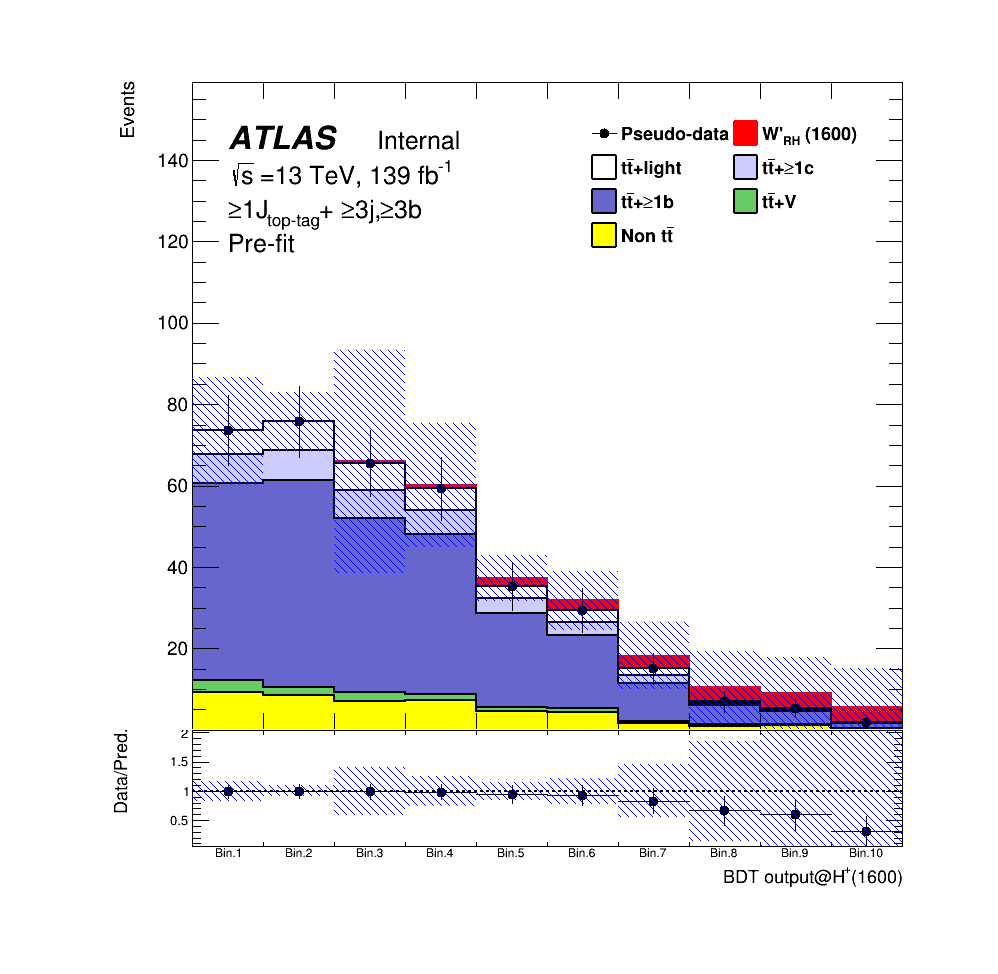 Events
140
120
100
80
60
40
20
ATLAS Internal
√s =13 TeV, 139 fb⁻¹
≥1J_top-tag+ ≥3j,≥3b
Pre-fit
Pseudo-data W'_RH (1600)
tt̄+light tt̄+≥1c
tt̄+≥1b tt̄+V
Non tt̄
Data/Pred.
2
1.5
1
0.5
Bin.1 Bin.2 Bin.3 Bin.4 Bin.5 Bin.6 Bin.7 Bin.8 Bin.9 Bin.10
BDT output@H⁺(1600)